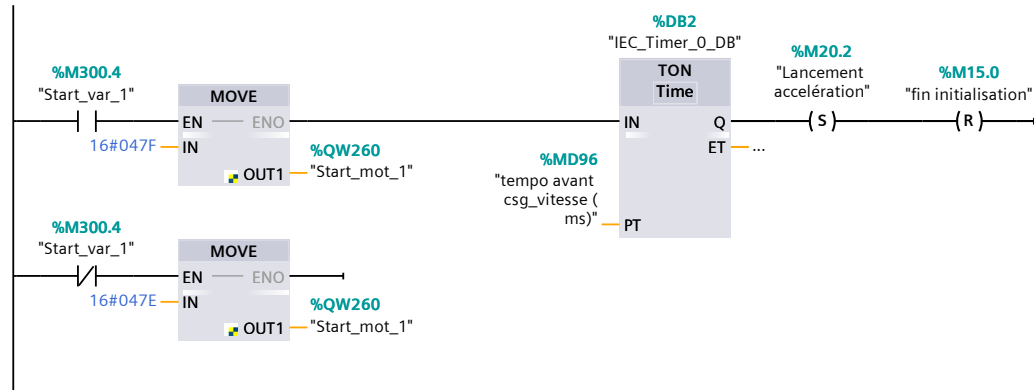 %DB2
"IEC_Timer_0_DB"
%M300.4
"Start_var_1"
MOVE
EN ENO
16#047F IN
OUT1
%QW260
"Start_mot_1"
TON
Time
IN Q
ET ...
%MD96
"tempo avant
csg_vitesse (
ms)"
PT
%M20.2
"Lancement
accelération"
S
%M15.0
"fin initialisation"
R
%M300.4
"Start_var_1"
MOVE
EN ENO
16#047E IN
OUT1
%QW260
"Start_mot_1"